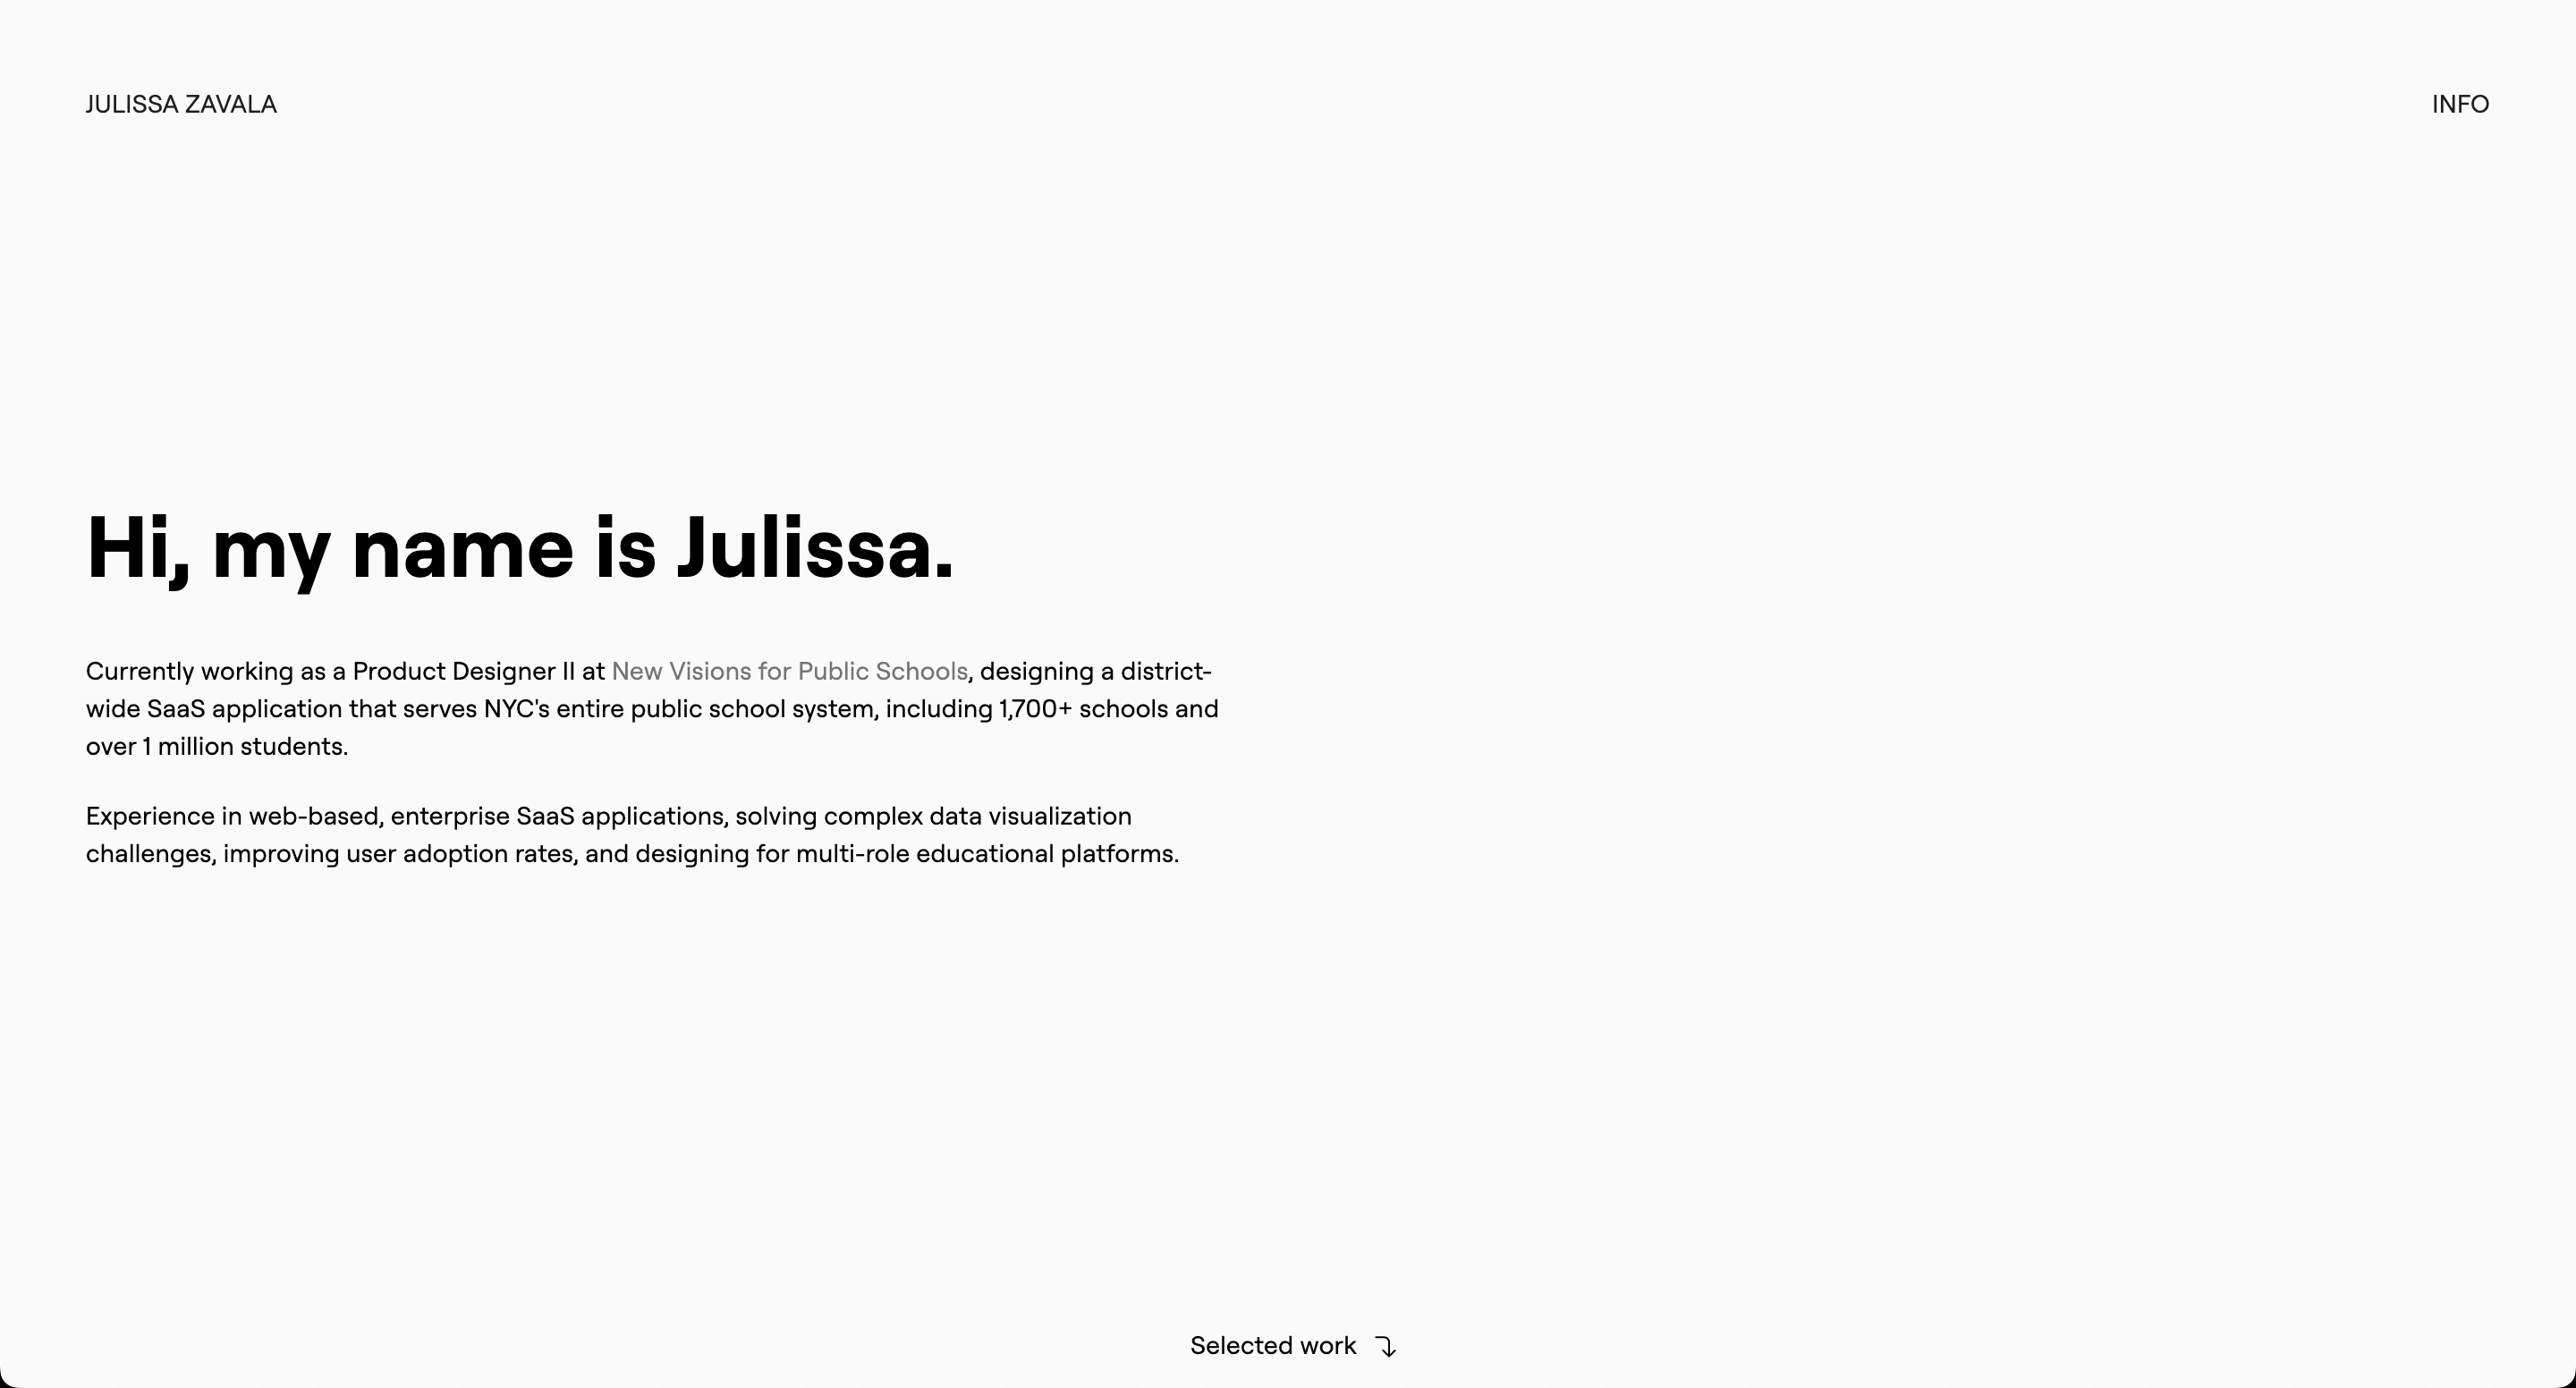 JULISSA ZAVALA
INFO
Hi, my name is Julissa.
Currently working as a Product Designer II at New Visions for Public Schools, designing a district-
wide SaaS application that serves NYC's entire public school system, including 1,700+ schools and
over 1 million students.
Experience in web-based, enterprise SaaS applications, solving complex data visualization
challenges, improving user adoption rates, and designing for multi-role educational platforms.
Selected work